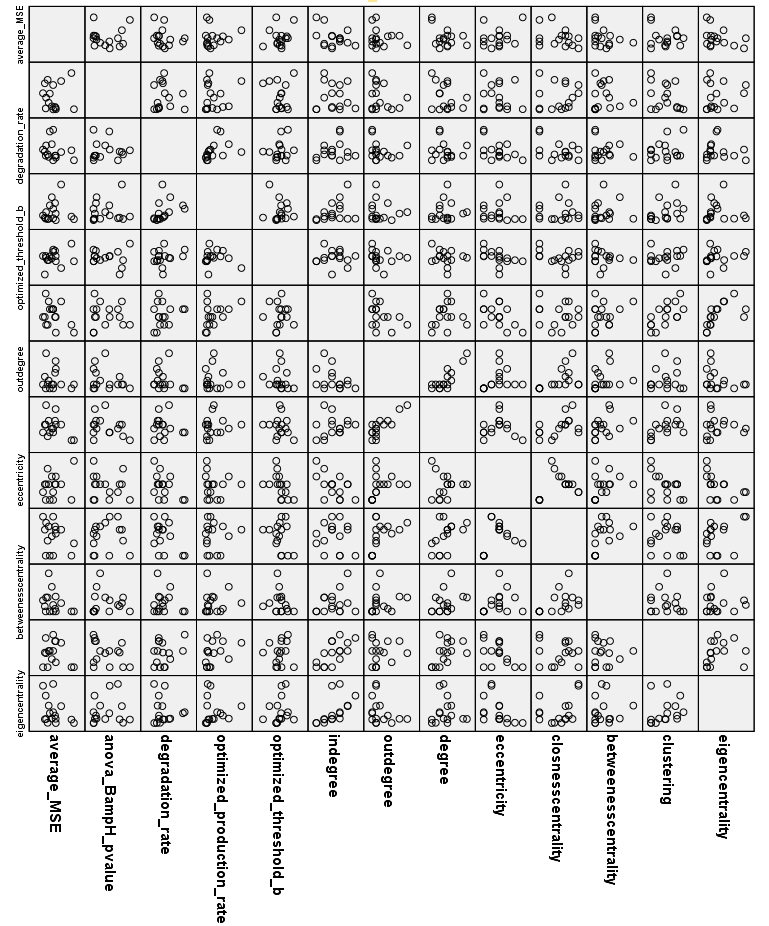 average_MSE
degradation_rate
optimized_threshold_b
outdegree
eccentricity
betweenesscentrality
eigencentrality
average_MSE
anova_BampH_pvalue
degradation_rate
optimized_production_rate
optimized_threshold_b
indegree
outdegree
degree
eccentricity
closnesscentrality
betweenesscentrality
clustering
eigencentrality